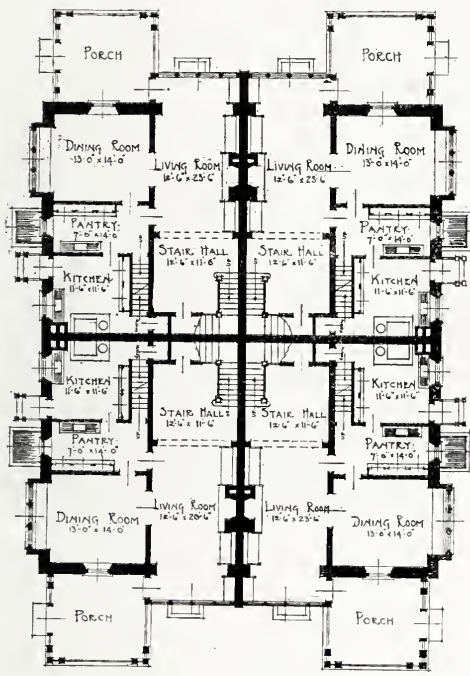 PORCH
PORCH
DINING ROOM
13'-0" x 14'-0"
LIVING ROOM
12'-6" x 23'-6"
LIVING ROOM
12'-6" x 23'-6"
DINING ROOM
13'-0" x 14'-0"
PANTRY
7'-0" x 14'-0"
PANTRY
7'-0" x 14'-0"
STAIR HALL
12'-6" x 11'-6"
STAIR HALL
12'-6" x 11'-6"
KITCHEN
11'-6" x 11'-6"
KITCHEN
11'-6" x 11'-6"
KITCHEN
11'-6" x 11'-6"
KITCHEN
11'-6" x 11'-6"
STAIR HALL
12'-6" x 11'-6"
STAIR HALL
12'-6" x 11'-6"
PANTRY
7'-0" x 14'-0"
PANTRY
7'-0" x 14'-0"
LIVING ROOM
12'-6" x 20'-6"
LIVING ROOM
12'-6" x 23'-6"
DINING ROOM
13'-0" x 14'-0"
DINING ROOM
13'-0" x 14'-0"
PORCH
PORCH